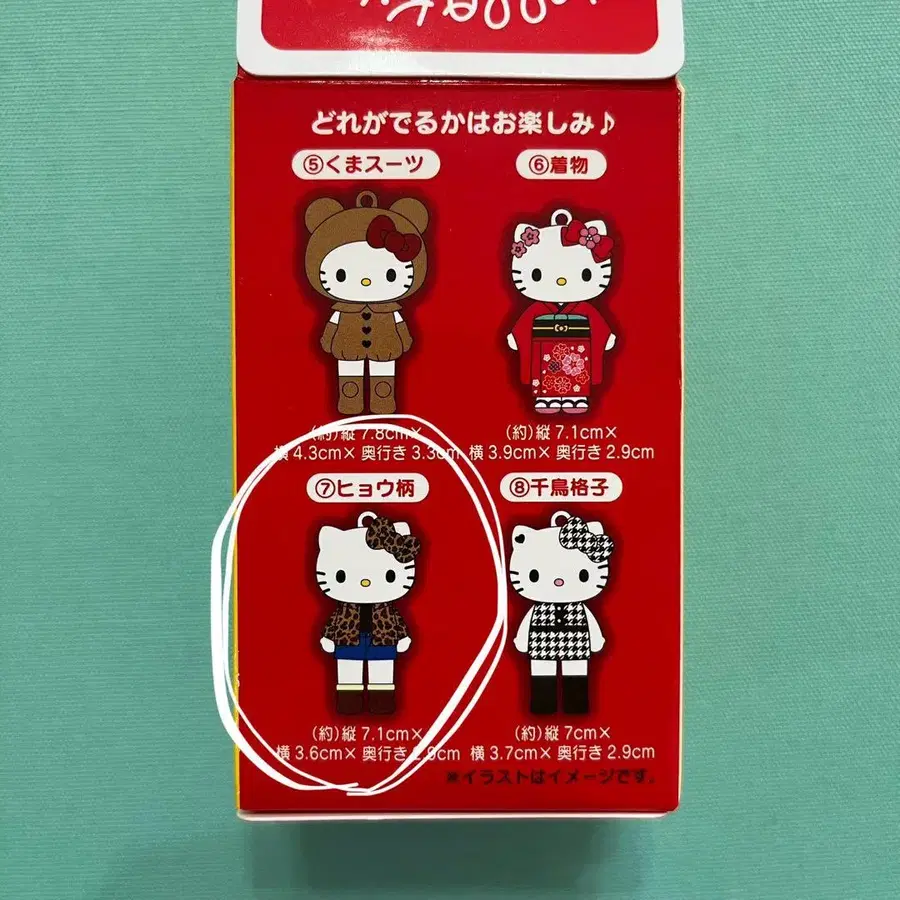 どれがでるかはお楽しみ♪
⑤くまスーツ
⑥着物
(約)縦7.8cm×
横4.3cm×奥行き3.3cm
(約)縦7.1cm×
横3.9cm×奥行き2.9cm
⑦ヒョウ柄
⑧千鳥格子
(約)縦7.1cm×
横3.6cm×奥行き2.9cm
(約)縦7cm×
横3.7cm×奥行き2.9cm
※イラストはイメージです。